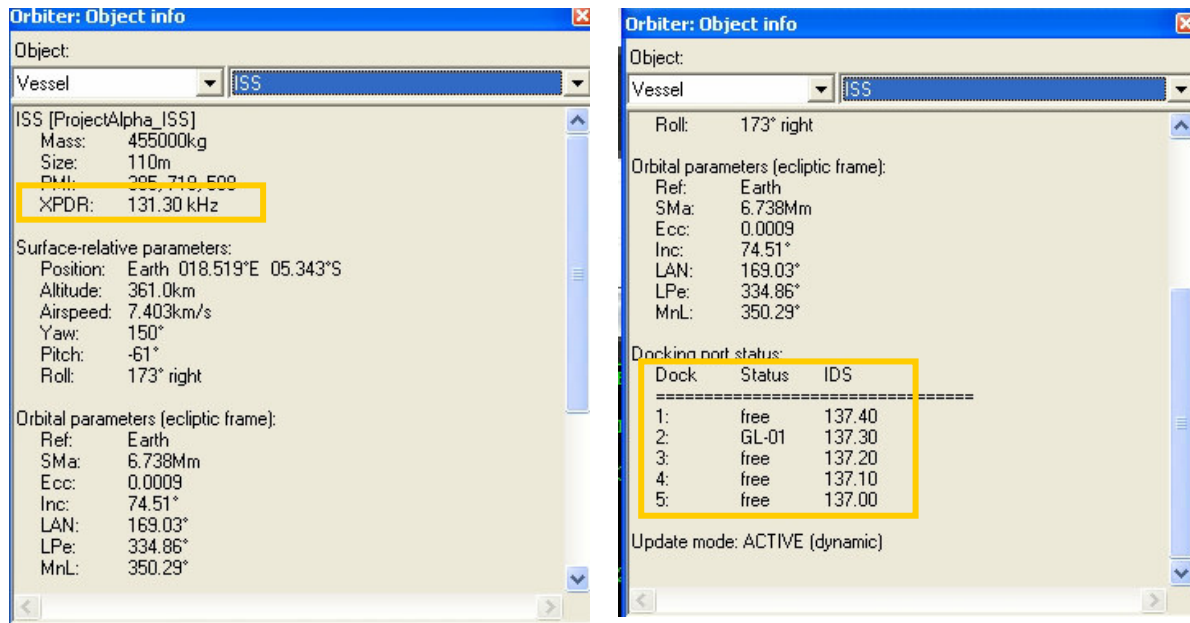 Orbiter: Object info
Object:
Vessel ISS
ISS [ProjectAlpha_ISS]
Mass: 455000kg
Size: 110m
XPDR: 131.30 kHz
Surface-relative parameters:
Position: Earth 018.519°E 05.343°S
Altitude: 361.0km
Airspeed: 7.403km/s
Yaw: 150°
Pitch: -61°
Roll: 173° right
Orbital parameters (ecliptic frame):
Ref: Earth
SMa: 6.738Mm
Ecc: 0.0009
Inc: 74.51°
LAN: 169.03°
LPe: 334.86°
MnL: 350.29°
Orbiter: Object info
Object:
Vessel ISS
Roll: 173° right
Orbital parameters (ecliptic frame):
Ref: Earth
SMa: 6.738Mm
Ecc: 0.0009
Inc: 74.51°
LAN: 169.03°
LPe: 334.86°
MnL: 350.29°
Docking port status:
Dock Status IDS
=================================
1: free 137.40
2: GL-01 137.30
3: free 137.20
4: free 137.10
5: free 137.00
Update mode: ACTIVE (dynamic)